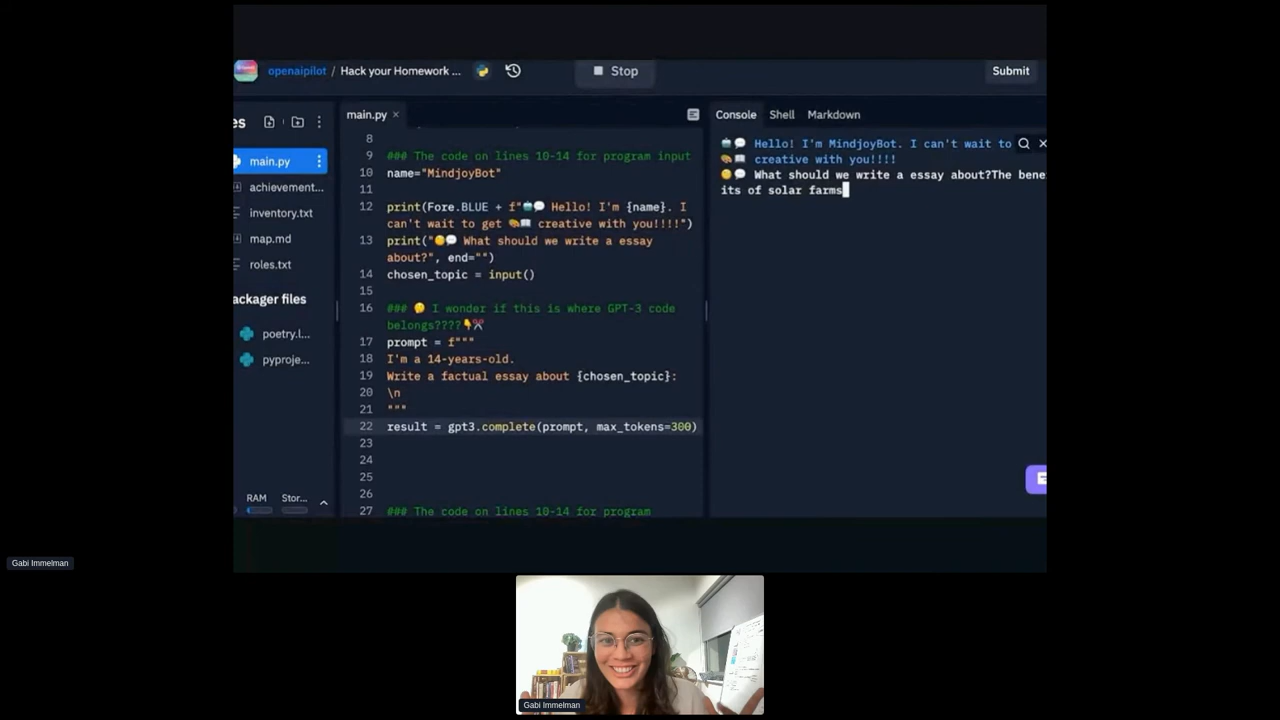 openaipilot / Hack your Homework ...
Stop
Submit
es
main.py
achievement...
inventory.txt
map.md
roles.txt
ackager files
poetry.l...
pyproje...
RAM Stor...
main.py ×
8
9 ### The code on lines 10-14 for program input
10 name="MindjoyBot"
11
12 print(Fore.BLUE + f"🤖💬 Hello! I'm {name}. I
can't wait to get 🎨📖 creative with you!!!!")
13 print("🙂💬 What should we write a essay
about?", end="")
14 chosen_topic = input()
15
16 ### 🤔 I wonder if this is where GPT-3 code
belongs????👇✂️
17 prompt = f"""
18 I'm a 14-years-old.
19 Write a factual essay about {chosen_topic}:
20 \n
21 """
22 result = gpt3.complete(prompt, max_tokens=300)
23
24
25
26
27 ### The code on lines 10-14 for program
Console Shell Markdown
🤖💬 Hello! I'm MindjoyBot. I can't wait to
🎨📖 creative with you!!!!
🙂💬 What should we write a essay about?The bene
its of solar farms
Gabi Immelman
Gabi Immelman